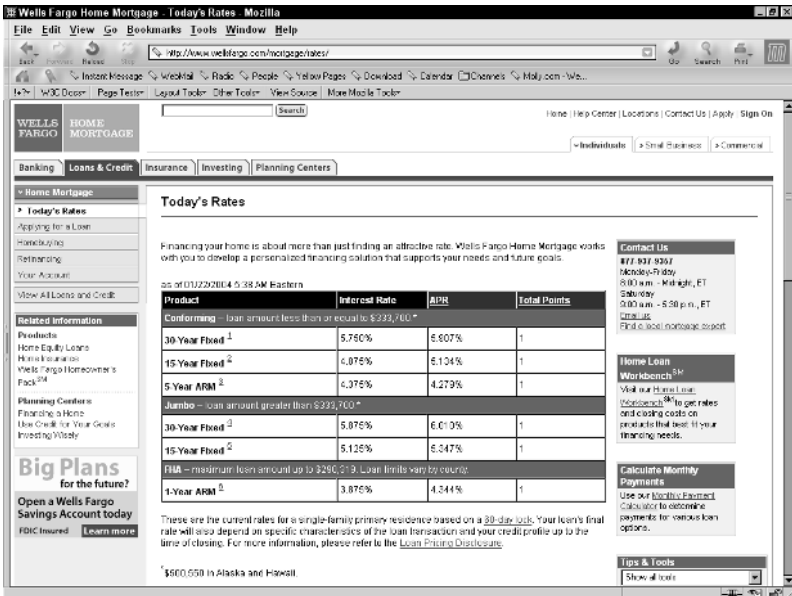 Wells Fargo Home Mortgage - Today's Rates - Mozilla
File Edit View Go Bookmarks Tools Window Help
Back Forward Reload Stop http://www.wellsfargo.com/mortgage/rates/ Go Search Print
Instant Message WebMail Radio People Yellow Pages Download Calendar Channels Molly.com - We...
W3C Docs Page Tests Layout Tools Other Tools View Source More Mozilla Tools
WELLS FARGO HOME MORTGAGE
Search
Home | Help Center | Locations | Contact Us | Apply | Sign On
Individuals Small Business Commercial
Banking Loans & Credit Insurance Investing Planning Centers
Home Mortgage
Today's Rates
Applying for a Loan
Homebuying
Refinancing
Your Account
View All Loans and Credit
Related Information
Products
Home Equity Loans
Home Insurance
Wells Fargo Homeowner's
Pack SM
Planning Centers
Financing a Home
Use Credit for Your Goals
Investing Wisely
Big Plans
for the future?
Open a Wells Fargo
Savings Account today
FDIC Insured Learn more
Today's Rates
Financing your home is about more than just finding an attractive rate. Wells Fargo Home Mortgage works
with you to develop a personalized financing solution that supports your needs and future goals.
as of 01/22/2004 5:38 AM Eastern
Product Interest Rate APR Total Points
Conforming – loan amount less than or equal to $333,700 *
30-Year Fixed 1 5.750% 5.907% 1
15-Year Fixed 2 4.875% 5.134% 1
5-Year ARM 3 4.375% 4.279% 1
Jumbo – loan amount greater than $333,700 *
30-Year Fixed 4 5.875% 6.010% 1
15-Year Fixed 5 5.125% 5.347% 1
FHA – maximum loan amount up to $290,319. Loan limits vary by county.
1-Year ARM 6 3.875% 4.344% 1
These are the current rates for a single-family primary residence based on a 60-day lock. Your loan's final
rate will also depend on specific characteristics of the loan transaction and your credit profile up to the
time of closing. For more information, please refer to the Loan Pricing Disclosure.
*$500,550 in Alaska and Hawaii.
Contact Us
877-937-9357
Monday-Friday
8:00 a.m. - Midnight, ET
Saturday
9:00 a.m. - 5:30 p.m., ET
Email us
Find a local mortgage expert
Home Loan
Workbench SM
Visit our Home Loan
Workbench SM to get rates
and closing costs on
products that best fit your
financing needs.
Calculate Monthly
Payments
Use our Monthly Payment
Calculator to determine
payments for various loan
options.
Tips & Tools
Show all tools